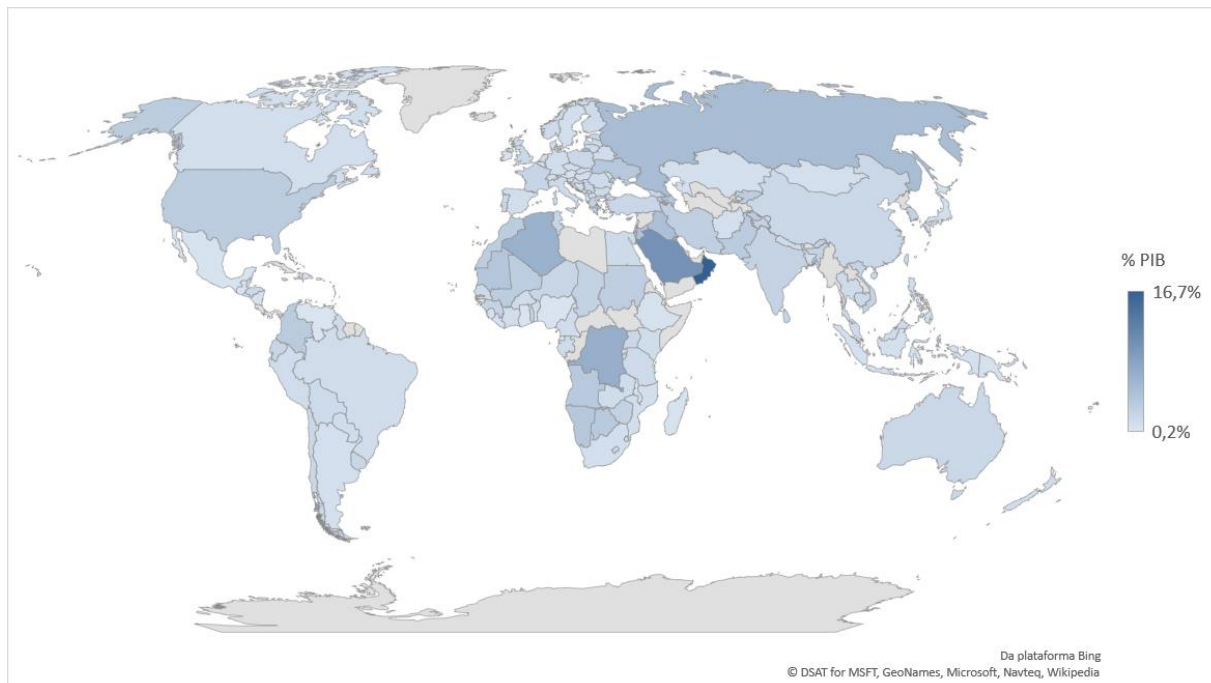 % PIB
16,7%
0,2%
Da plataforma Bing
© DSAT for MSFT, GeoNames, Microsoft, Navteq, Wikipedia